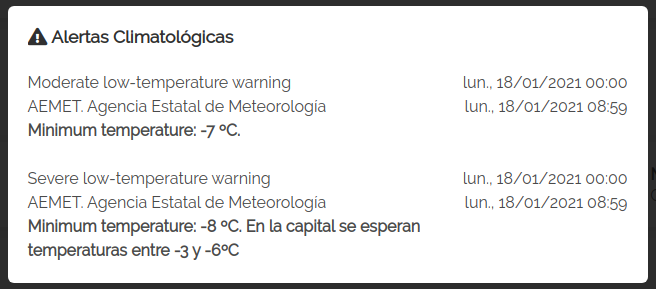 Alertas Climatológicas
Moderate low-temperature warning lun., 18/01/2021 00:00
AEMET. Agencia Estatal de Meteorología lun., 18/01/2021 08:59
Minimum temperature: -7 ºC.
Severe low-temperature warning lun., 18/01/2021 00:00
AEMET. Agencia Estatal de Meteorología lun., 18/01/2021 08:59
Minimum temperature: -8 ºC. En la capital se esperan
temperaturas entre -3 y -6ºC